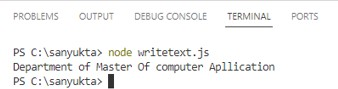 PROBLEMS OUTPUT DEBUG CONSOLE TERMINAL PORTS
PS C:\sanyukta> node writetext.js
Department of Master Of computer Apllication
PS C:\sanyukta>